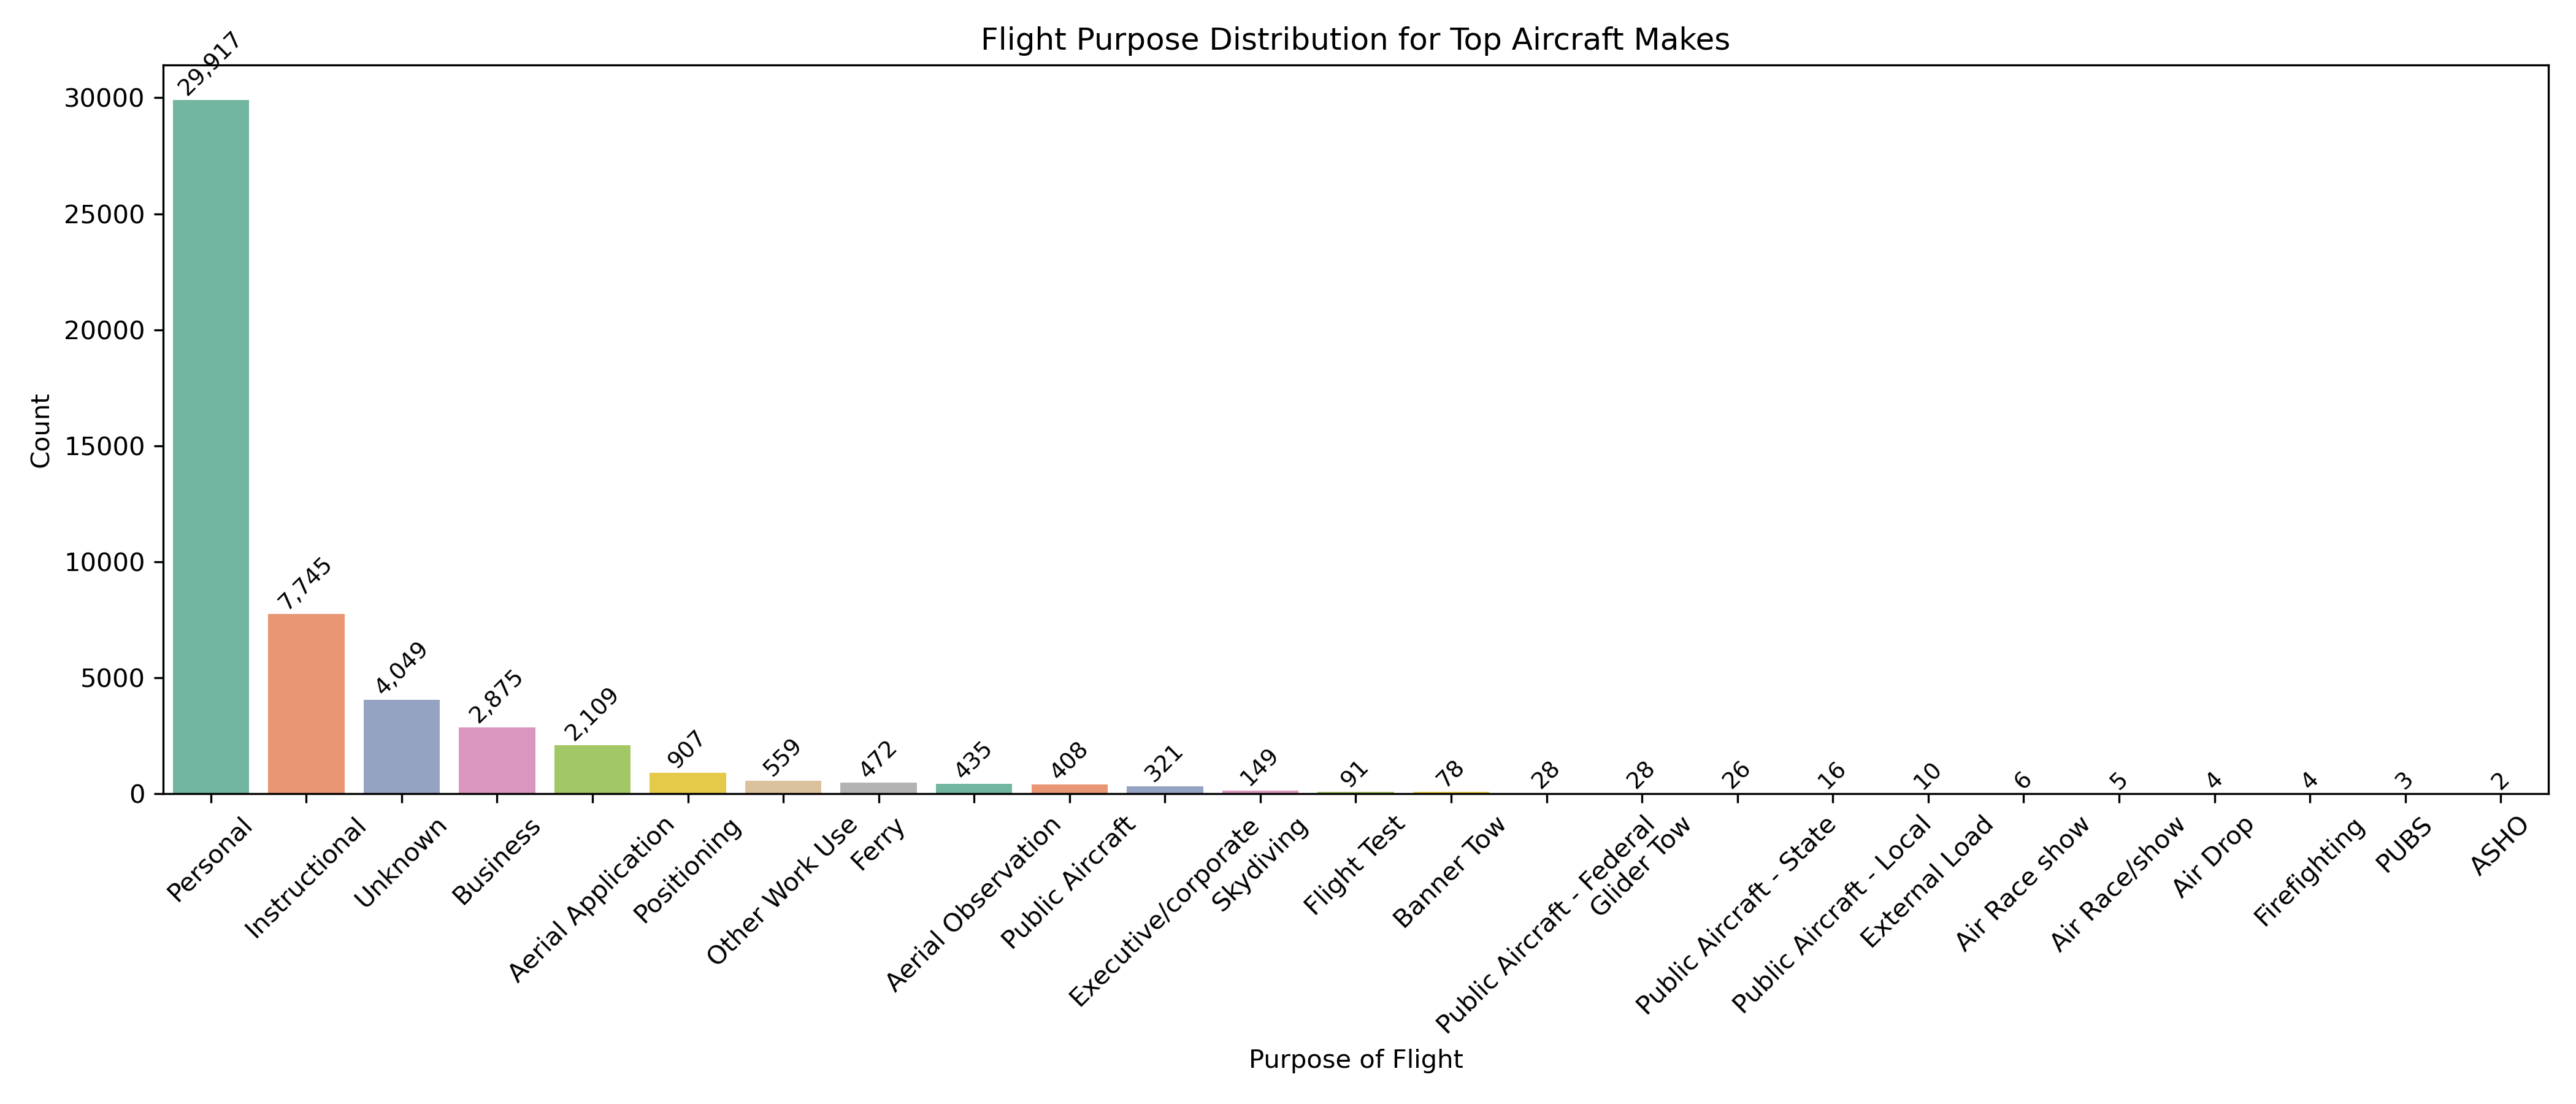 Flight Purpose Distribution for Top Aircraft Makes
Count
30000
25000
20000
15000
10000
5000
0
29,917
7,745
4,049
2,875
2,109
907
559
472
435
408
321
149
91
78
28
28
26
16
10
6
5
4
4
3
2
Personal
Instructional
Unknown
Business
Aerial Application
Positioning
Other Work Use
Ferry
Aerial Observation
Public Aircraft
Executive/corporate
Skydiving
Flight Test
Banner Tow
Public Aircraft - Federal
Glider Tow
Public Aircraft - State
Public Aircraft - Local
External Load
Air Race show
Air Race/show
Air Drop
Firefighting
PUBS
ASHO
Purpose of Flight